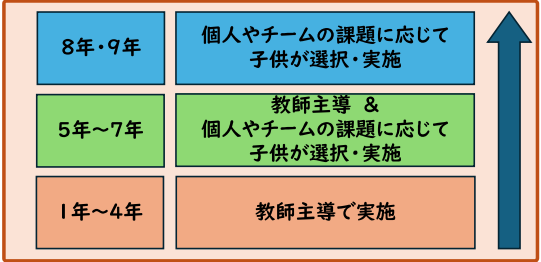 8年・9年
個人やチームの課題に応じて
子供が選択・実施
5年～7年
教師主導 ＆
個人やチームの課題に応じて
子供が選択・実施
1年～4年
教師主導で実施